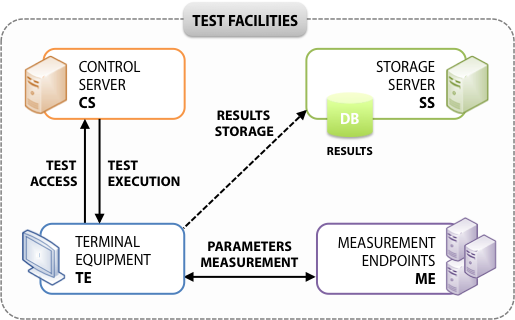 TEST FACILITIES
CONTROL
SERVER
CS
STORAGE
SERVER
SS
DB
RESULTS
RESULTS
STORAGE
TEST
ACCESS
TEST
EXECUTION
TERMINAL
EQUIPMENT
TE
PARAMETERS
MEASUREMENT
MEASUREMENT
ENDPOINTS
ME